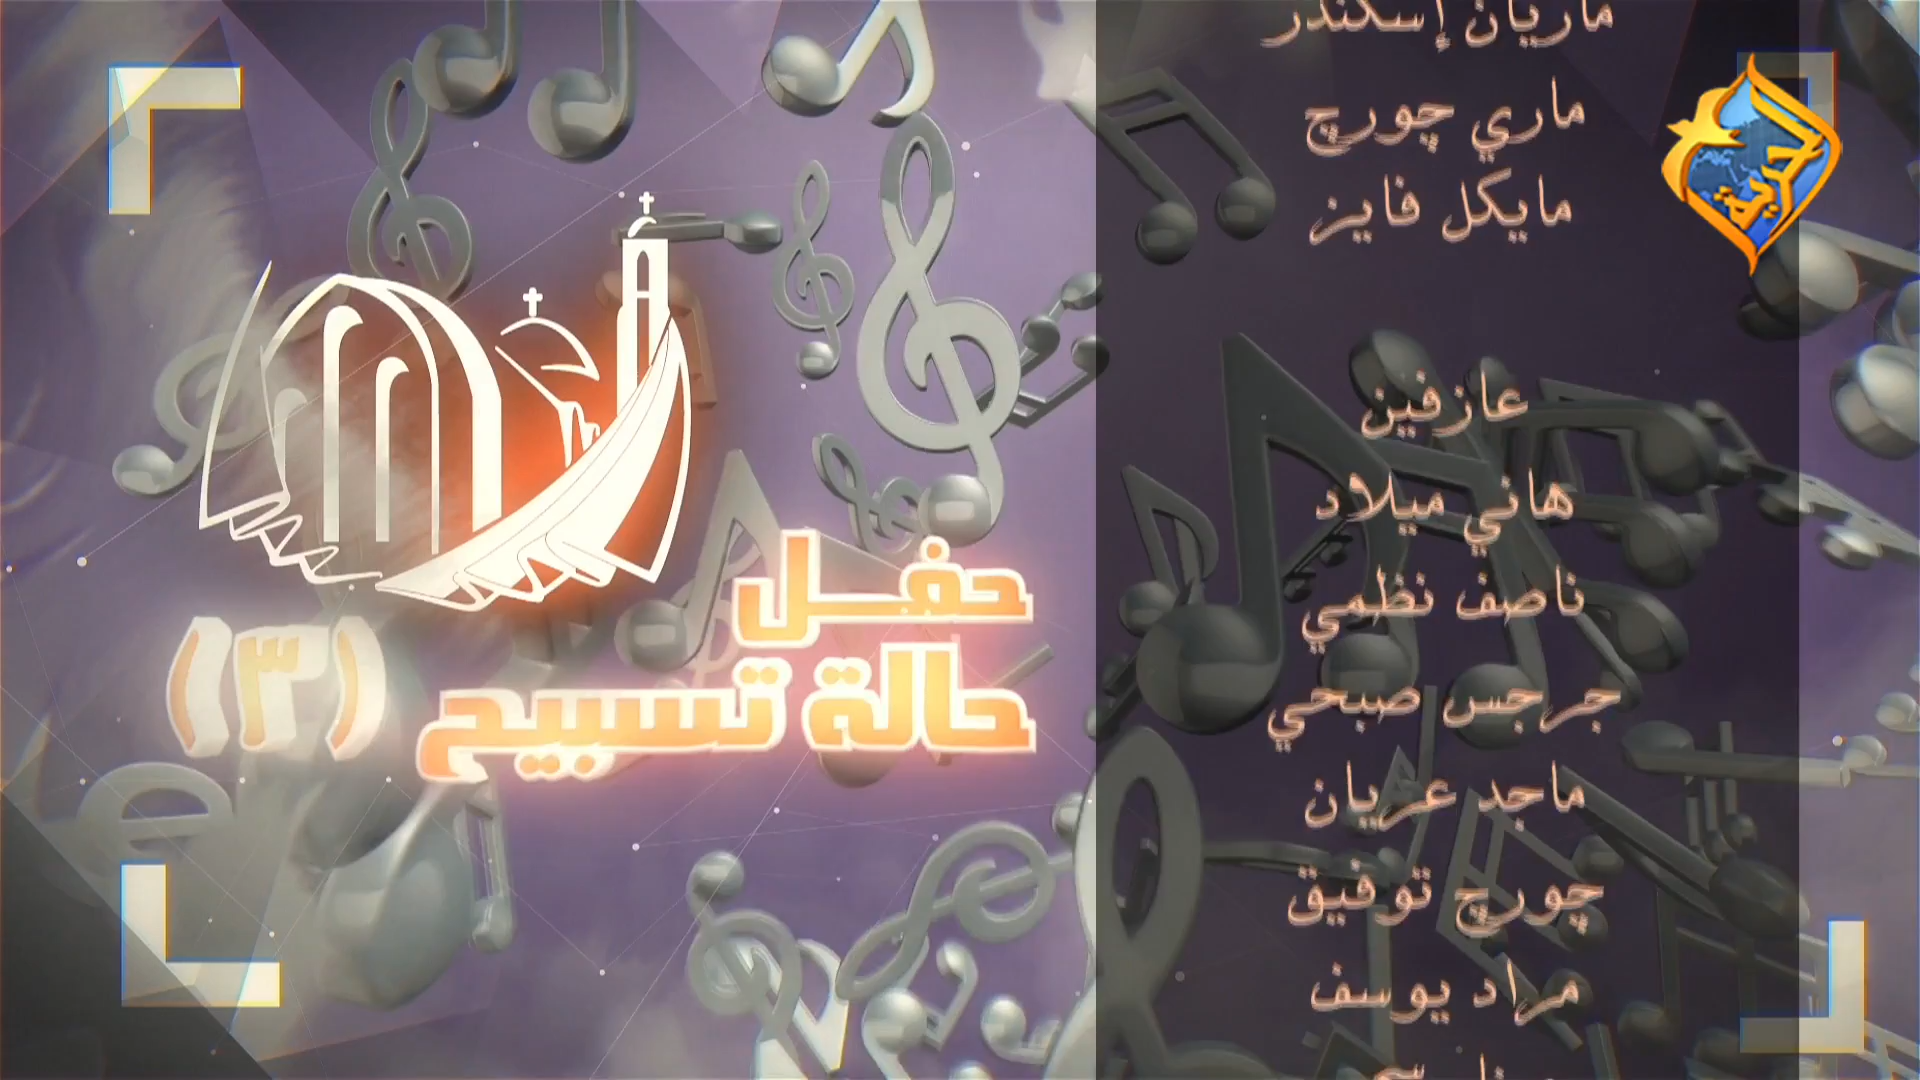 حفل
حالة تسبيح (٣)
ماريان إسكندر
ماري چورچ
مايكل فايز
عازفين
هاني ميلاد
ناصف نظمي
جرجس صبحي
ماجد عريان
چورچ توفيق
مراد يوسف
الحرية